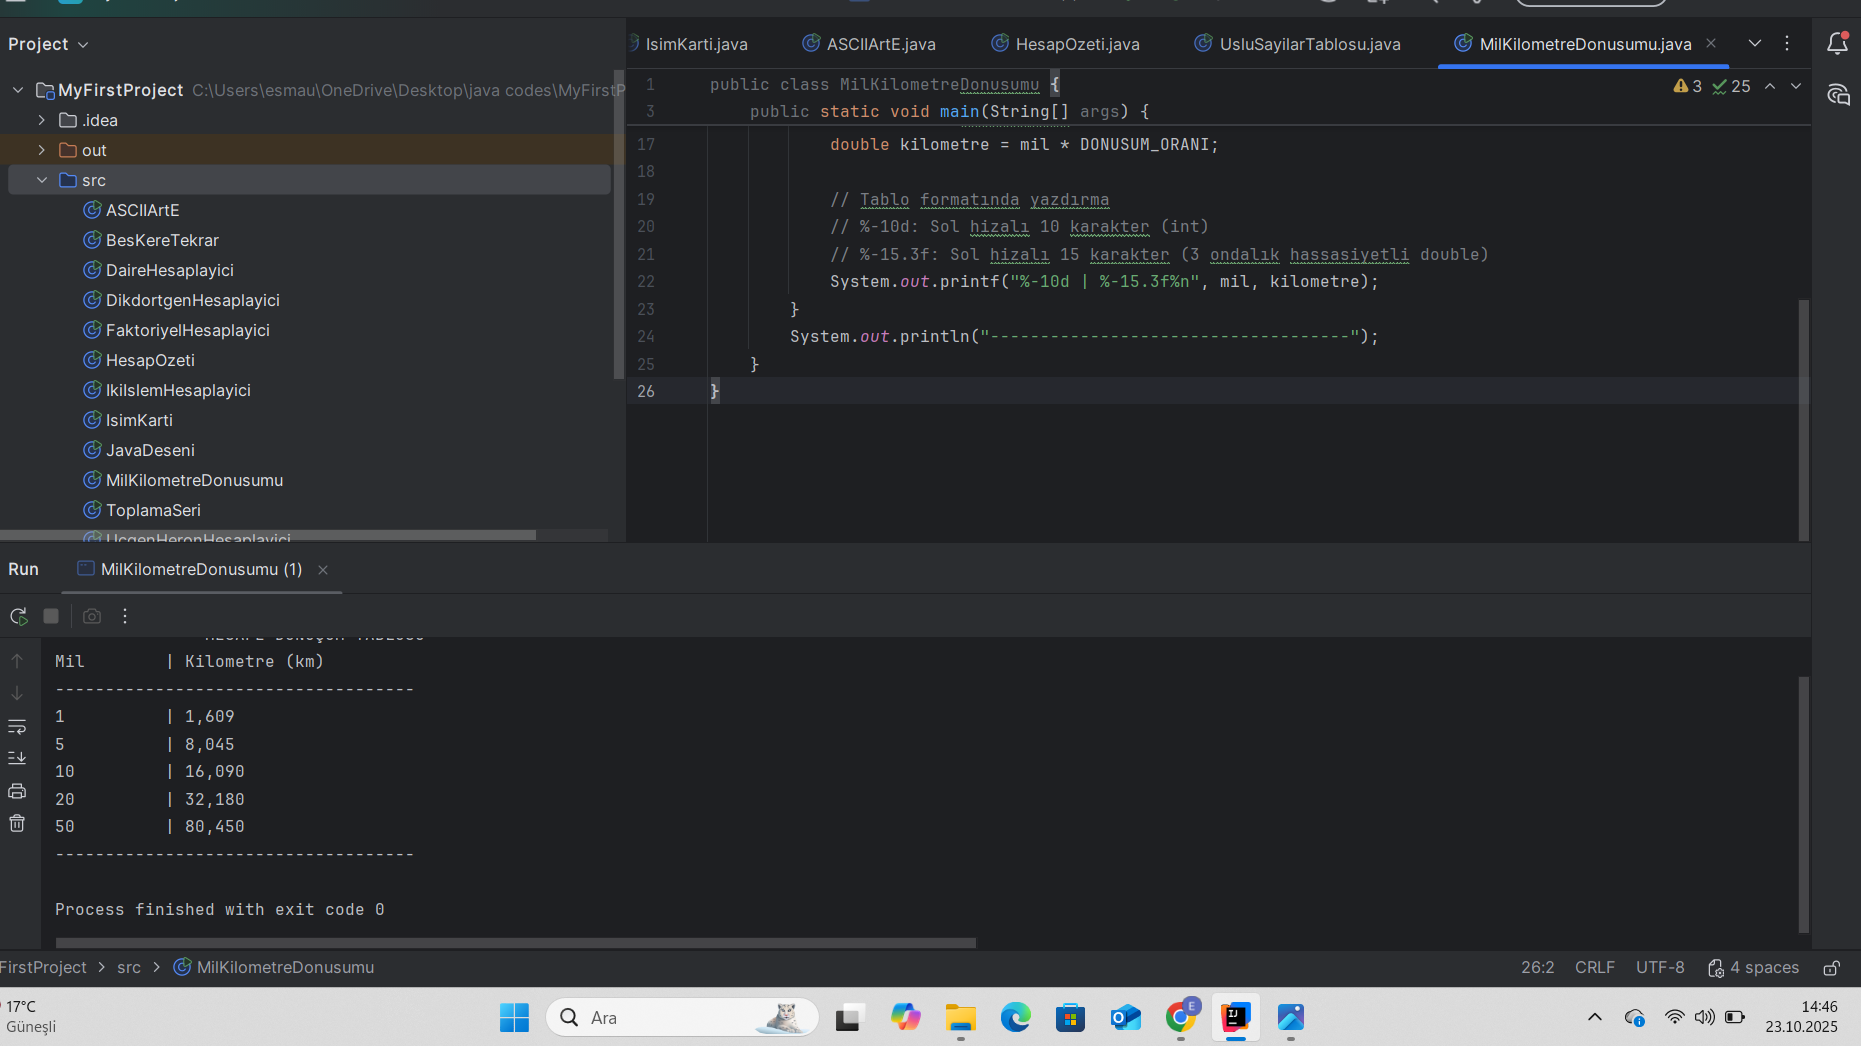 Project
IsimKarti.java
ASCIIArtE.java
HesapOzeti.java
UsluSayilarTablosu.java
MilKilometreDonusumu.java
MyFirstProject C:\Users\esmau\OneDrive\Desktop\java codes\MyFirstP
.idea
out
src
ASCIIArtE
BesKereTekrar
DaireHesaplayici
DikdortgenHesaplayici
FaktoriyelHesaplayici
HesapOzeti
IkiIslemHesaplayici
IsimKarti
JavaDeseni
MilKilometreDonusumu
ToplamaSeri
UcgenHeronHesaplayici
3 25
1 public class MilKilometreDonusumu {
3 public static void main(String[] args) {
17 double kilometre = mil * DONUSUM_ORANI;
18
19 // Tablo formatında yazdırma
20 // %-10d: Sol hizalı 10 karakter (int)
21 // %-15.3f: Sol hizalı 15 karakter (3 ondalık hassasiyetli double)
22 System.out.printf("%-10d | %-15.3f%n", mil, kilometre);
23 }
24 System.out.println("------------------------------------");
25 }
26 }
Run MilKilometreDonusumu (1)
Mil | Kilometre (km)
------------------------------------
1 | 1,609
5 | 8,045
10 | 16,090
20 | 32,180
50 | 80,450
------------------------------------
Process finished with exit code 0
FirstProject > src > MilKilometreDonusumu
26:2 CRLF UTF-8 4 spaces
17°C
Güneşli
Ara
14:46
23.10.2025